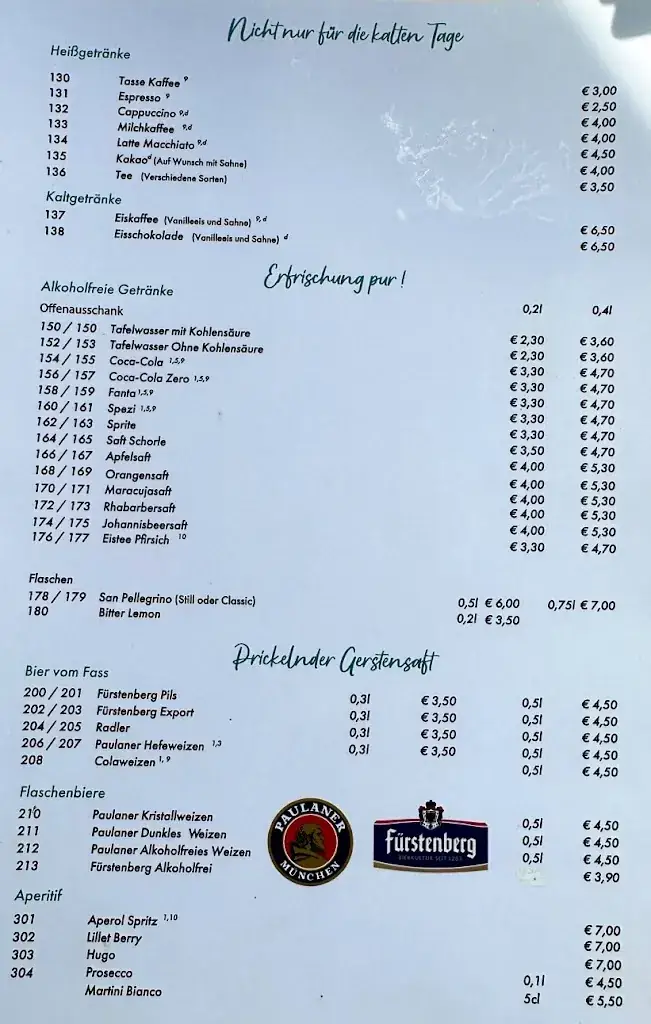 Nicht nur für die kalten Tage
Heißgetränke
130 Tasse Kaffee ⁹ € 3,00
131 Espresso ⁹ € 2,50
132 Cappuccino ⁹,ᵈ € 4,00
133 Milchkaffee ⁹,ᵈ € 4,00
134 Latte Macchiato ⁹,ᵈ € 4,50
135 Kakaoᵈ (Auf Wunsch mit Sahne) € 4,00
136 Tee (Verschiedene Sorten) € 3,50
Kaltgetränke
137 Eiskaffee (Vanilleeis und Sahne) ⁹,ᵈ € 6,50
138 Eisschokolade (Vanilleeis und Sahne) ᵈ € 6,50
Erfrischung pur !
Alkoholfreie Getränke
Offenausschank 0,2l 0,4l
150 / 150 Tafelwasser mit Kohlensäure € 2,30 € 3,60
152 / 153 Tafelwasser Ohne Kohlensäure € 2,30 € 3,60
154 / 155 Coca-Cola ¹,⁵,⁹ € 3,30 € 4,70
156 / 157 Coca-Cola Zero ¹,⁵,⁹ € 3,30 € 4,70
158 / 159 Fanta ¹,⁵,⁹ € 3,30 € 4,70
160 / 161 Spezi ¹,⁵,⁹ € 3,30 € 4,70
162 / 163 Sprite € 3,30 € 4,70
164 / 165 Saft Schorle € 3,50 € 4,70
166 / 167 Apfelsaft € 4,00 € 5,30
168 / 169 Orangensaft € 4,00 € 5,30
170 / 171 Maracujasaft € 4,00 € 5,30
172 / 173 Rhabarbersaft € 4,00 € 5,30
174 / 175 Johannisbeersaft € 4,00 € 5,30
176 / 177 Eistee Pfirsich ¹⁰ € 3,30 € 4,70
Flaschen
178 / 179 San Pellegrino (Still oder Classic) 0,5l € 6,00 0,75l € 7,00
180 Bitter Lemon 0,2l € 3,50
Prickelnder Gerstensaft
Bier vom Fass
200 / 201 Fürstenberg Pils 0,3l € 3,50 0,5l € 4,50
202 / 203 Fürstenberg Export 0,3l € 3,50 0,5l € 4,50
204 / 205 Radler 0,3l € 3,50 0,5l € 4,50
206 / 207 Paulaner Hefeweizen ¹,³ 0,3l € 3,50 0,5l € 4,50
208 Colaweizen ¹,⁹ 0,5l € 4,50
Flaschenbiere
210 Paulaner Kristallweizen 0,5l € 4,50
211 Paulaner Dunkles Weizen 0,5l € 4,50
212 Paulaner Alkoholfreies Weizen 0,5l € 4,50
213 Fürstenberg Alkoholfrei € 3,90
PAULANER
MÜNCHEN
Fürstenberg
BIERKULTUR SEIT 1283
Aperitif
301 Aperol Spritz ¹,¹⁰ € 7,00
302 Lillet Berry € 7,00
303 Hugo € 7,00
304 Prosecco 0,1l € 4,50
Martini Bianco 5cl € 5,50